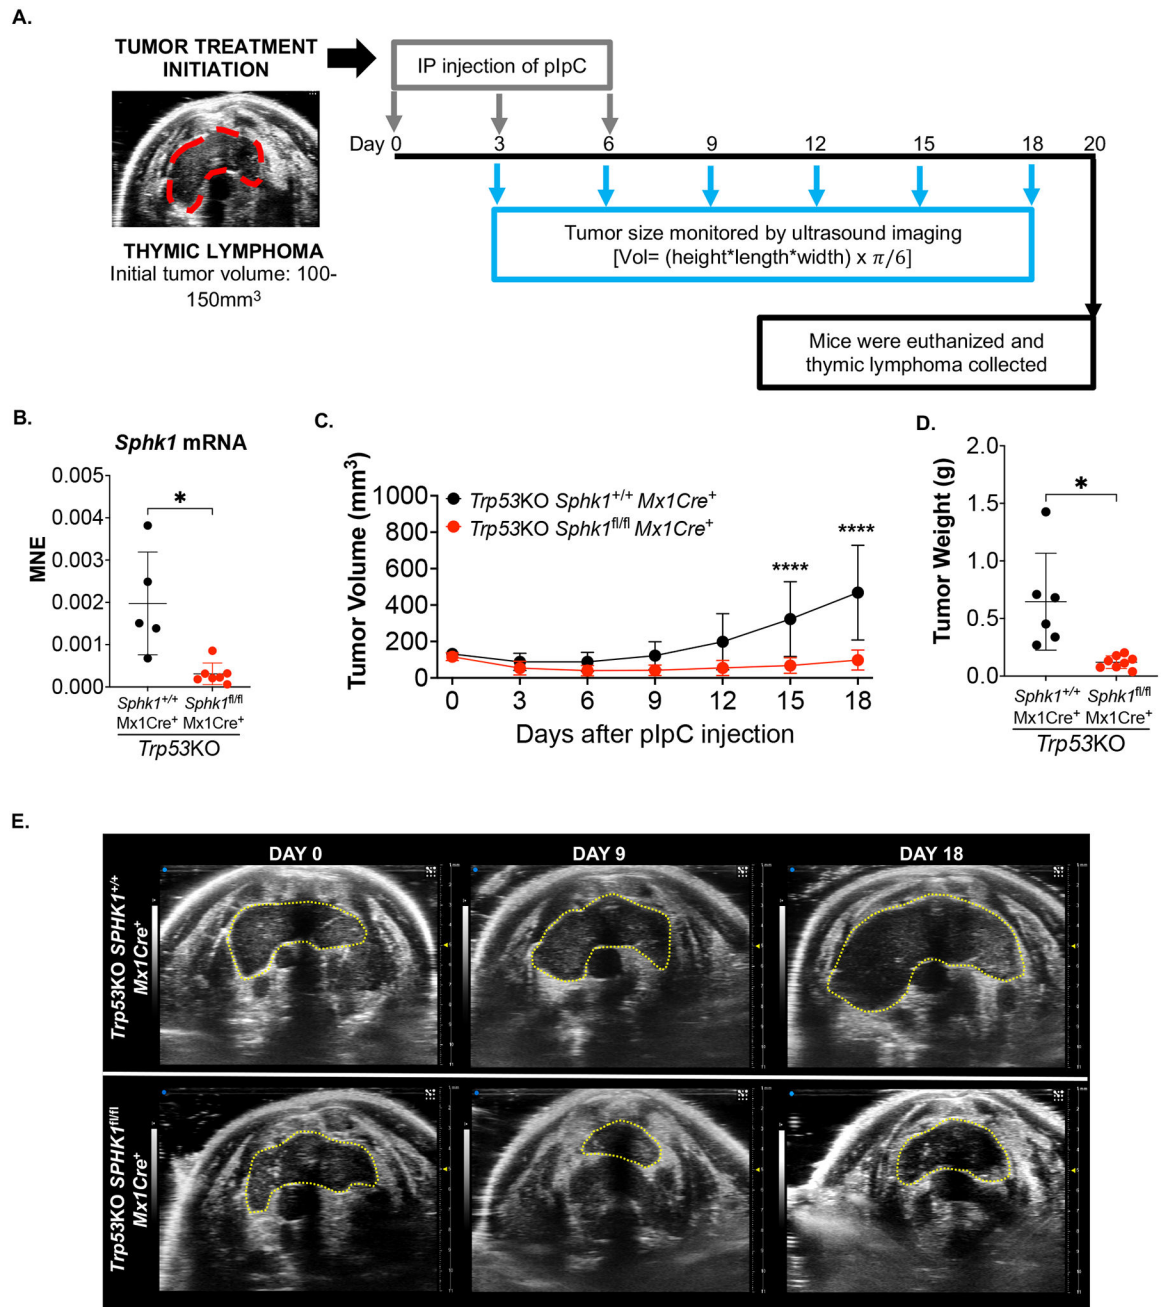 A.
TUMOR TREATMENT
INITIATION
IP injection of pIpC
Day 0 3 6 9 12 15 18 20
Tumor size monitored by ultrasound imaging
[Vol= (height*length*width) x π/6]
THYMIC LYMPHOMA
Initial tumor volume: 100-
150mm³
Mice were euthanized and
thymic lymphoma collected
B.
Sphk1 mRNA
MNE
0.005
0.004
0.003
0.002
0.001
0.000
*
Sphk1+/+ Sphk1fl/fl
Mx1Cre+ Mx1Cre+
Trp53KO
C.
Tumor Volume (mm³)
1000
800
600
400
200
0
Trp53KO Sphk1+/+ Mx1Cre+
Trp53KO Sphk1fl/fl Mx1Cre+
****
****
0 3 6 9 12 15 18
Days after pIpC injection
D.
Tumor Weight (g)
2.0
1.5
1.0
0.5
0.0
*
Sphk1+/+ Sphk1fl/fl
Mx1Cre+ Mx1Cre+
Trp53KO
E.
DAY 0 DAY 9 DAY 18
Trp53KO SPHK1+/+
Mx1Cre+
Trp53KO SPHK1fl/fl
Mx1Cre+